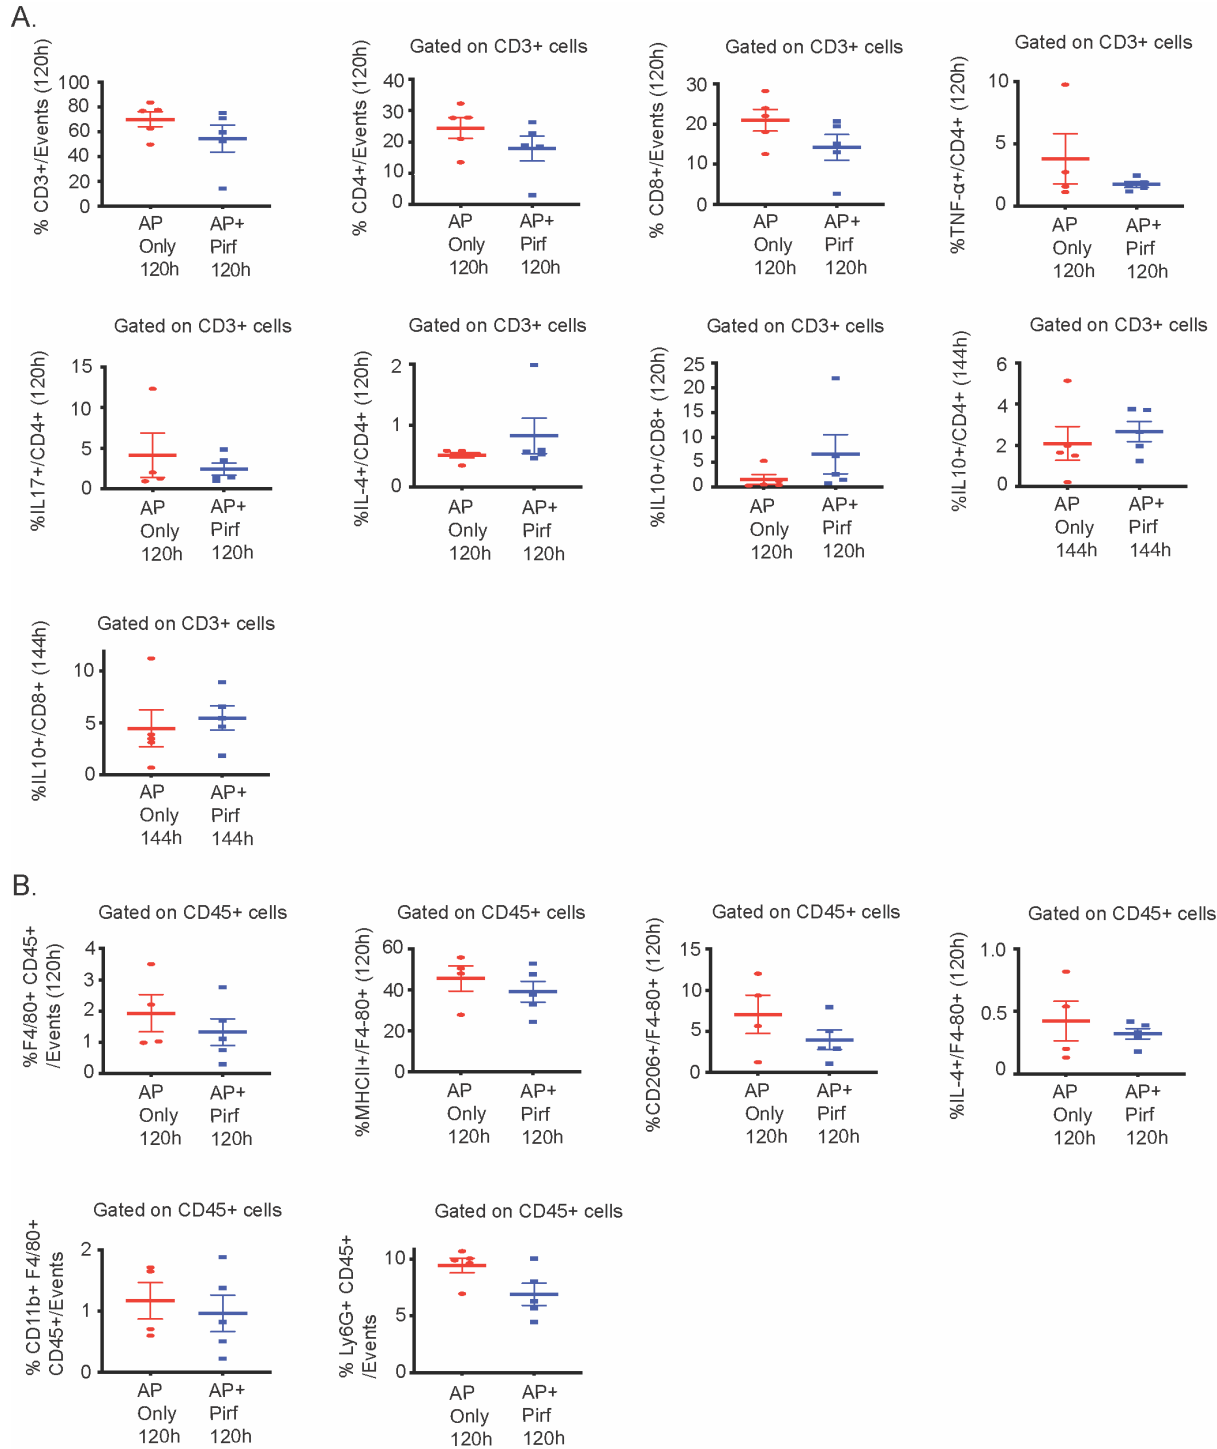 A.
% CD3+/Events (120h)
100
80
60
40
20
0
AP
Only
120h
AP+
Pirf
120h
Gated on CD3+ cells
% CD4+/Events (120h)
40
30
20
10
0
AP
Only
120h
AP+
Pirf
120h
Gated on CD3+ cells
% CD8+/Events (120h)
30
20
10
0
AP
Only
120h
AP+
Pirf
120h
Gated on CD3+ cells
%TNF-α+/CD4+ (120h)
10
5
0
AP
Only
120h
AP+
Pirf
120h
Gated on CD3+ cells
%IL17+/CD4+ (120h)
15
10
5
0
AP
Only
120h
AP+
Pirf
120h
Gated on CD3+ cells
%IL-4+/CD4+ (120h)
2
1
0
AP
Only
120h
AP+
Pirf
120h
Gated on CD3+ cells
%IL10+/CD8+ (120h)
25
20
15
10
5
0
AP
Only
120h
AP+
Pirf
120h
Gated on CD3+ cells
%IL10+/CD4+ (144h)
6
4
2
0
AP
Only
144h
AP+
Pirf
144h
Gated on CD3+ cells
%IL10+/CD8+ (144h)
10
5
0
AP
Only
144h
AP+
Pirf
144h
B.
Gated on CD45+ cells
%F4/80+ CD45+
/Events (120h)
4
3
2
1
0
AP
Only
120h
AP+
Pirf
120h
Gated on CD45+ cells
%MHCII+/F4-80+ (120h)
60
40
20
0
AP
Only
120h
AP+
Pirf
120h
Gated on CD45+ cells
%CD206+/F4-80+ (120h)
15
10
5
0
AP
Only
120h
AP+
Pirf
120h
Gated on CD45+ cells
%IL-4+/F4-80+ (120h)
1.0
0.5
0
AP
Only
120h
AP+
Pirf
120h
Gated on CD45+ cells
% CD11b+ F4/80+
CD45+/Events
2
1
0
AP
Only
120h
AP+
Pirf
120h
Gated on CD45+ cells
% Ly6G+ CD45+
/Events
10
5
0
AP
Only
120h
AP+
Pirf
120h